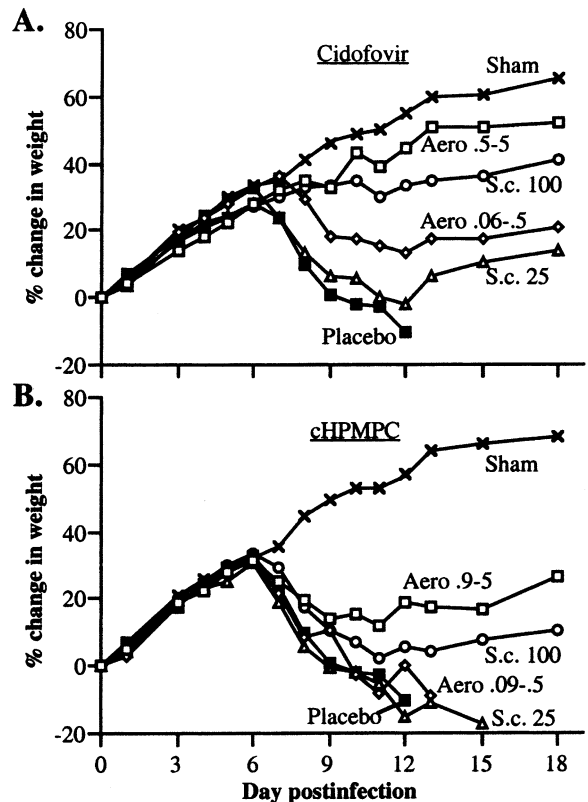 A.
Cidofovir
80
60
40
20
0
-20
% change in weight
Sham
Aero .5-5
S.c. 100
Aero .06-.5
S.c. 25
Placebo
B.
cHPMPC
80
60
40
20
0
-20
% change in weight
Sham
Aero .9-5
S.c. 100
Aero .09-.5
Placebo
S.c. 25
0 3 6 9 12 15 18
Day postinfection